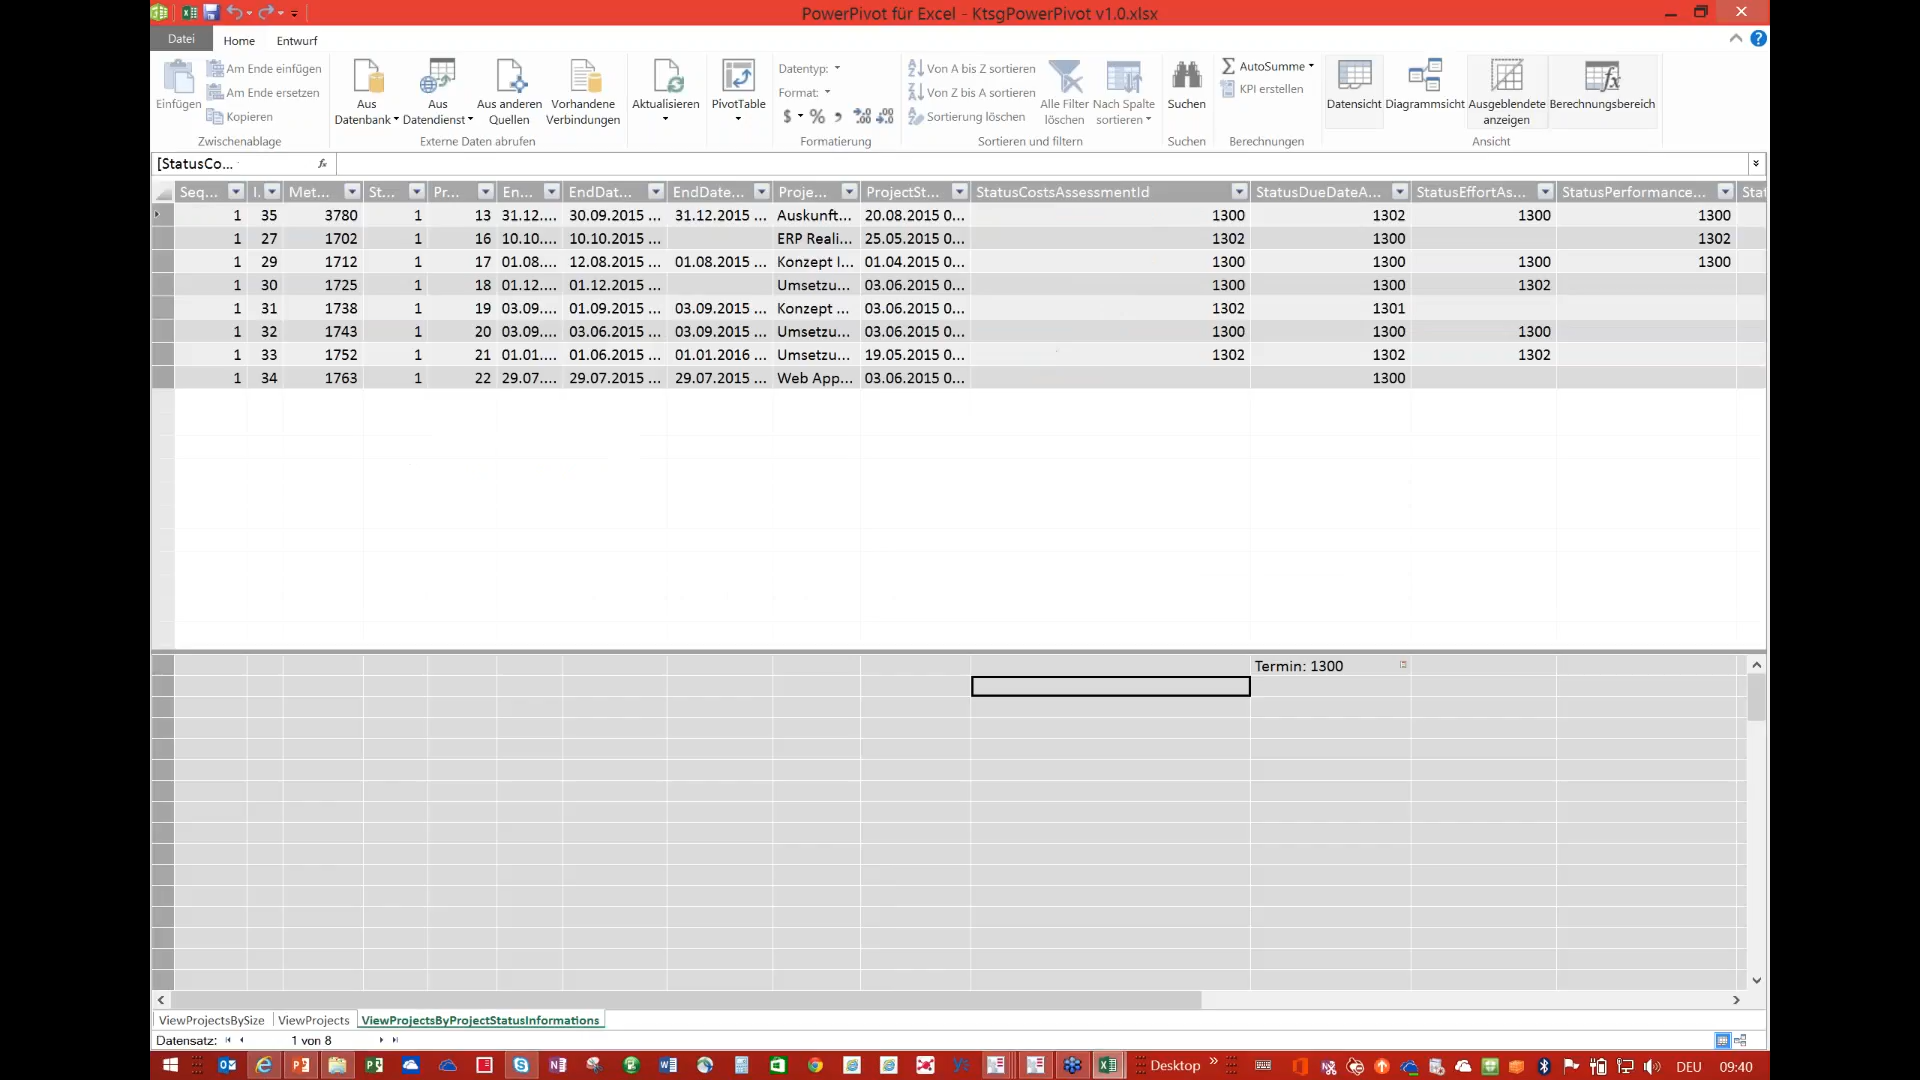 PowerPivot für Excel - KtsgPowerPivot v1.0.xlsx
Datei Home Entwurf
Einfügen
Am Ende einfügen
Am Ende ersetzen
Kopieren
Zwischenablage
Aus Datenbank
Aus Datendienst
Aus anderen Quellen
Vorhandene Verbindungen
Externe Daten abrufen
Aktualisieren
PivotTable
Datentyp:
Format:
$ %
Formatierung
Von A bis Z sortieren
Von Z bis A sortieren
Sortierung löschen
Alle Filter löschen
Nach Spalte sortieren
Sortieren und filtern
Suchen
Suchen
AutoSumme
KPI erstellen
Berechnungen
Datensicht
Diagrammsicht
Ausgeblendete anzeigen
Berechnungsbereich
Ansicht
[StatusCo... fx
Seq... I. Met... St... Pr... En... EndDat... EndDate... Proje... ProjectSt... StatusCostsAssessmentId StatusDueDateA... StatusEffortAs... StatusPerformance... Stat
1 35 3780 1 13 31.12.... 30.09.2015 ... 31.12.2015 ... Auskunft... 20.08.2015 0... 1300 1302 1300 1300
1 27 1702 1 16 10.10.... 10.10.2015 ... ERP Reali... 25.05.2015 0... 1302 1300 1302
1 29 1712 1 17 01.08.... 12.08.2015 ... 01.08.2015 ... Konzept I... 01.04.2015 0... 1300 1300 1300 1300
1 30 1725 1 18 01.12.... 01.12.2015 ... Umsetzu... 03.06.2015 0... 1300 1300 1302
1 31 1738 1 19 03.09.... 01.09.2015 ... 03.09.2015 ... Konzept ... 03.06.2015 0... 1302 1301
1 32 1743 1 20 03.09.... 03.06.2015 ... 03.09.2015 ... Umsetzu... 03.06.2015 0... 1300 1300 1300
1 33 1752 1 21 01.01.... 01.06.2015 ... 01.01.2016 ... Umsetzu... 19.05.2015 0... 1302 1302 1302
1 34 1763 1 22 29.07.... 29.07.2015 ... 29.07.2015 ... Web App... 03.06.2015 0... 1300
Termin: 1300
ViewProjectsBySize ViewProjects ViewProjectsByProjectStatusInformations
Datensatz: 1 von 8
Desktop » DEU 09:40